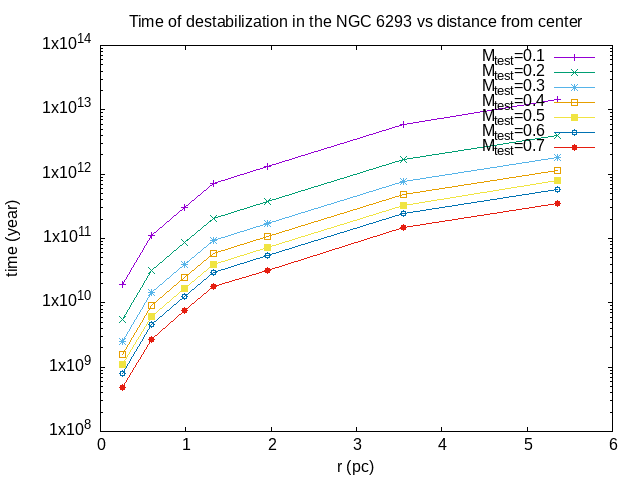 Time of destabilization in the NGC 6293 vs distance from center
1x10^14
1x10^13
1x10^12
1x10^11
1x10^10
1x10^9
1x10^8
time (year)
M_test=0.1
M_test=0.2
M_test=0.3
M_test=0.4
M_test=0.5
M_test=0.6
M_test=0.7
0 1 2 3 4 5 6
r (pc)